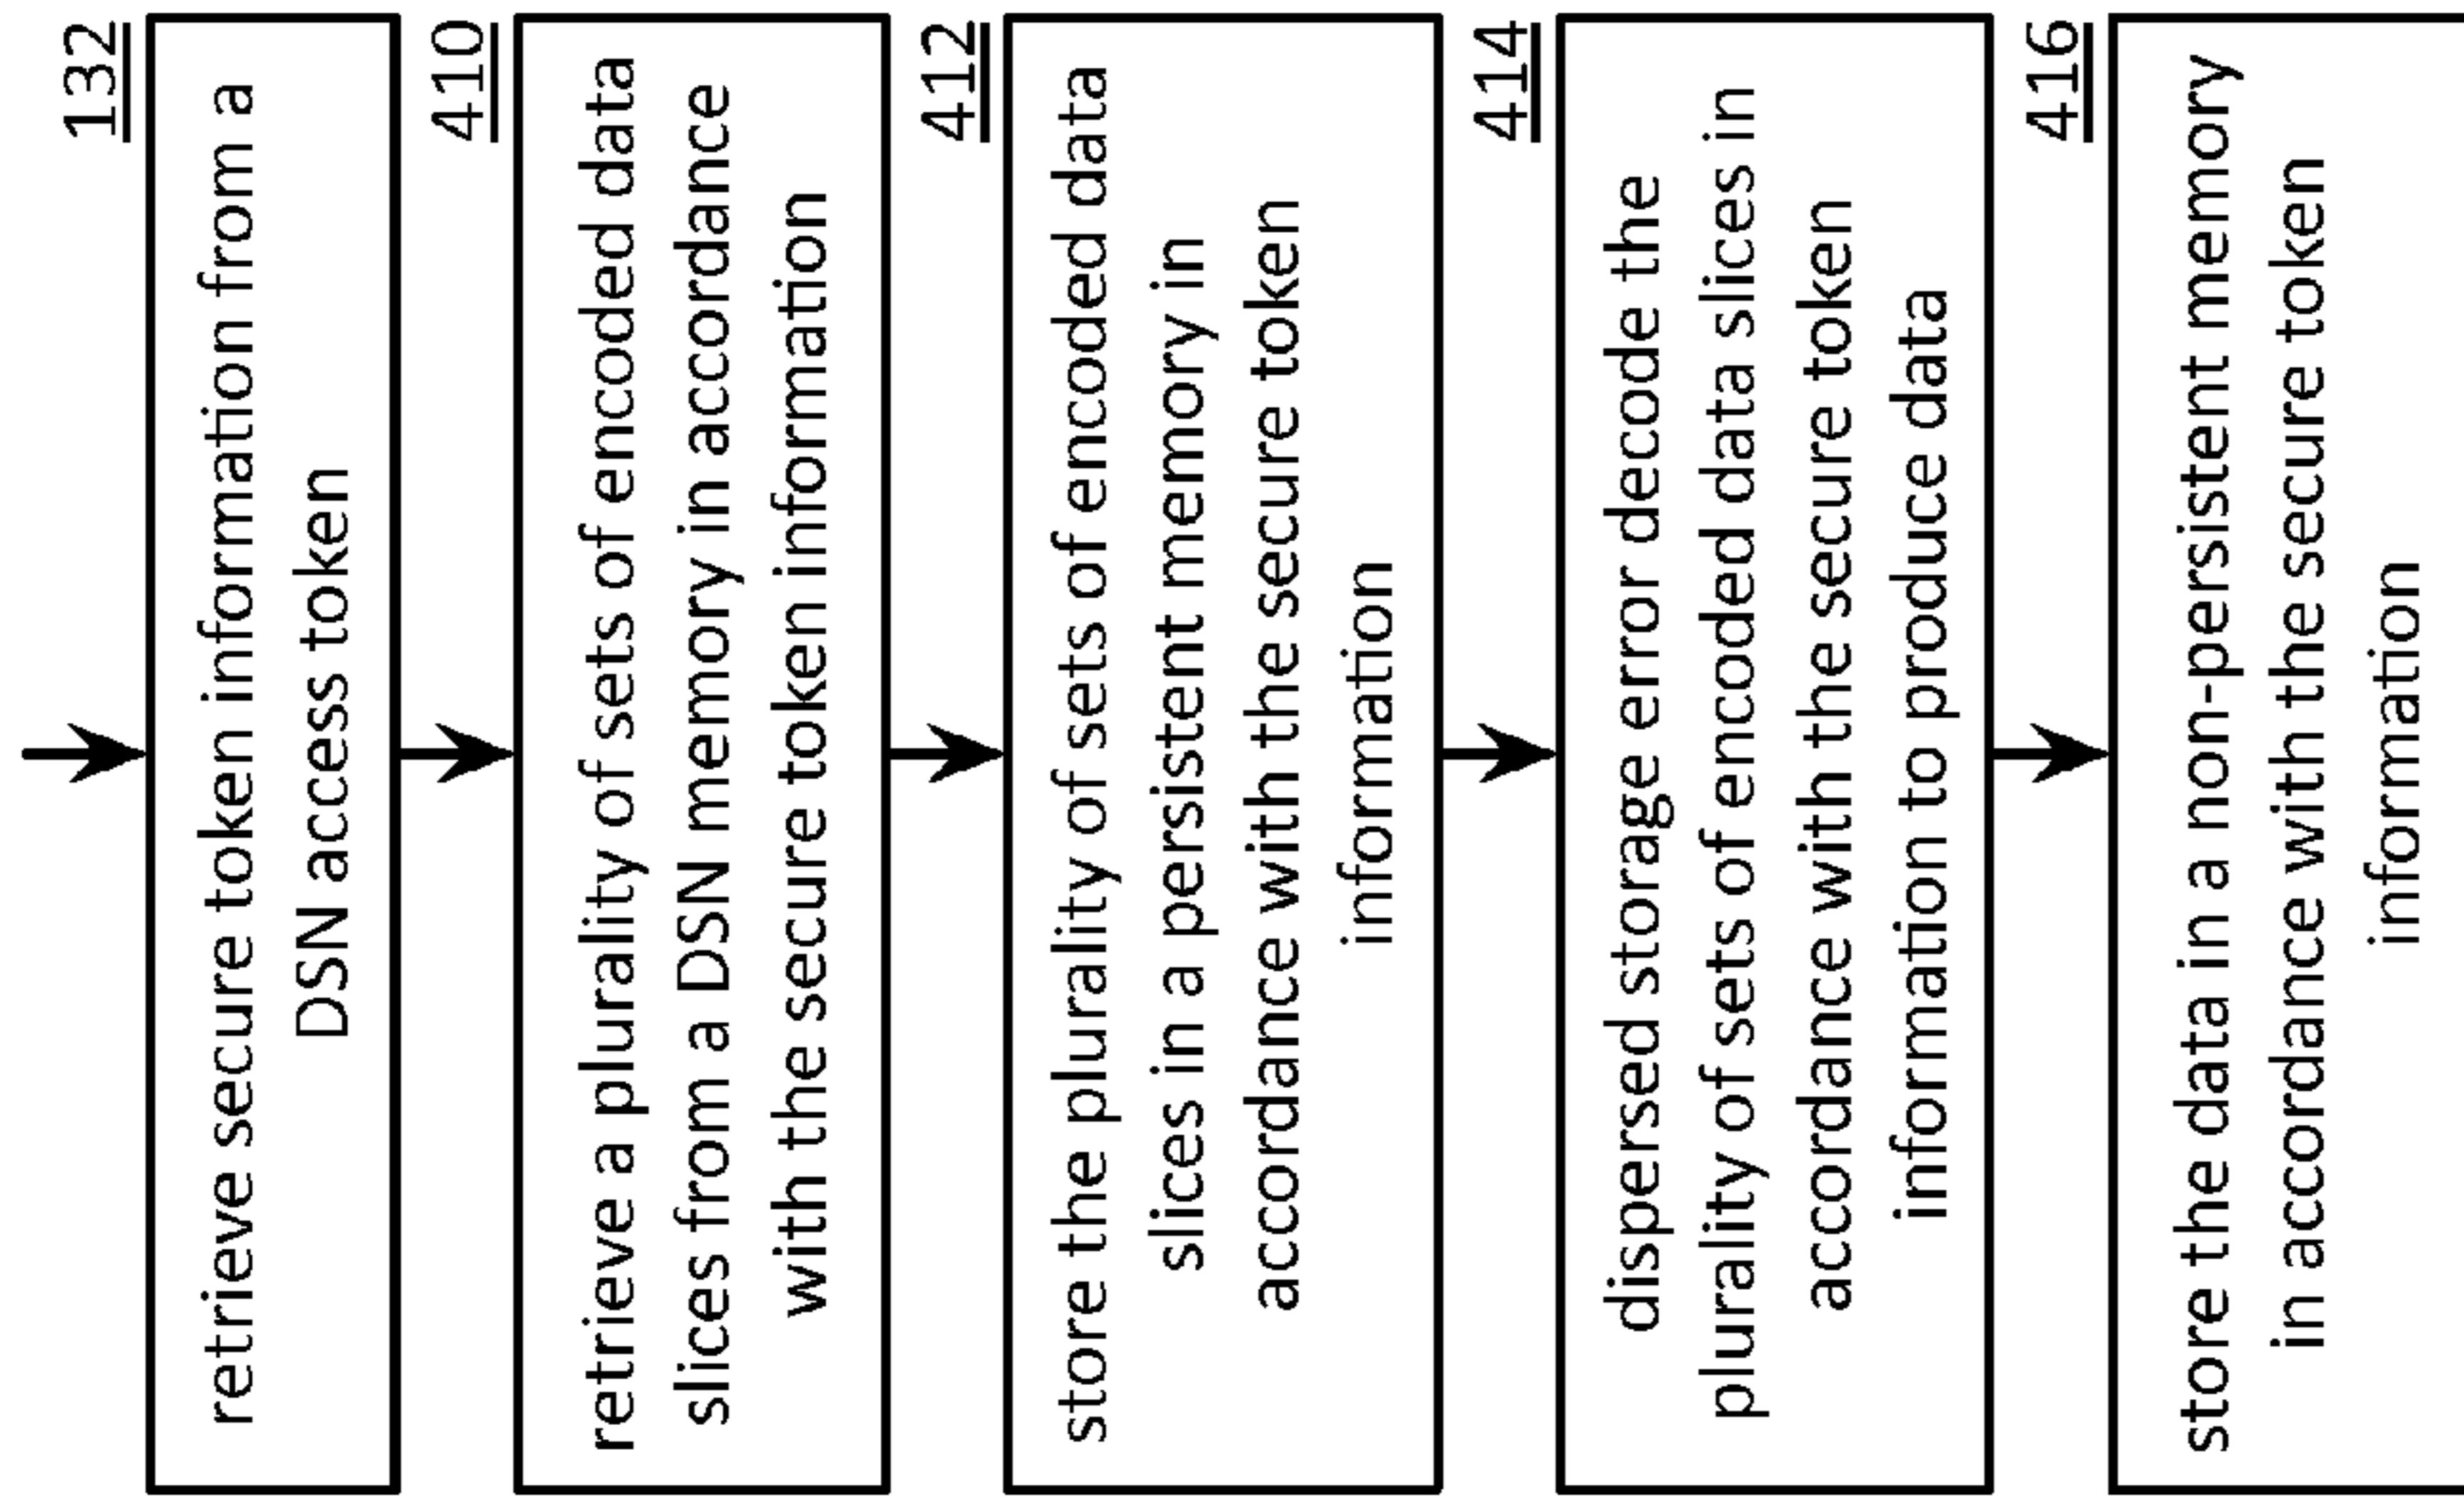 132
retrieve secure token information from a
DSN access token
410
retrieve a plurality of sets of encoded data
slices from a DSN memory in accordance
with the secure token information
412
store the plurality of sets of encoded data
slices in a persistent memory in
accordance with the secure token
information
414
dispersed storage error decode the
plurality of sets of encoded data slices in
accordance with the secure token
information to produce data
416
store the data in a non-persistent memory
in accordance with the secure token
information